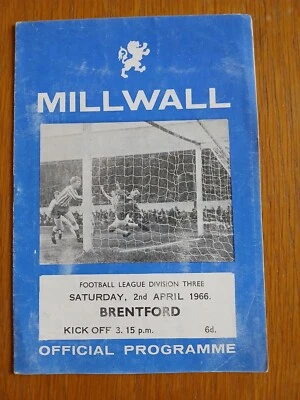 MILLWALL
FOOTBALL LEAGUE DIVISION THREE
SATURDAY, 2nd APRIL 1966.
BRENTFORD
KICK OFF 3. 15 p.m. 6d.
OFFICIAL PROGRAMME